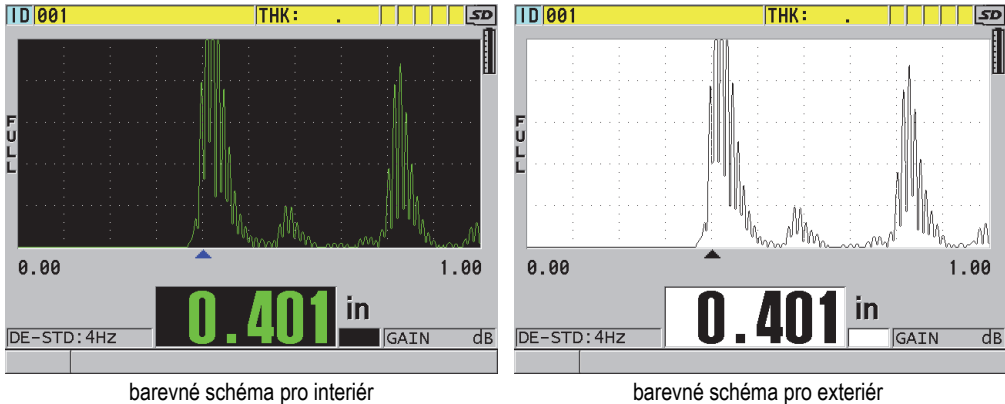 ID 001 THK: . SD
FULL
0.00 1.00
0.401 in
DE-STD:4Hz GAIN dB
barevné schéma pro interiér
ID 001 THK: . SD
FULL
0.00 1.00
0.401 in
DE-STD:4Hz GAIN dB
barevné schéma pro exteriér